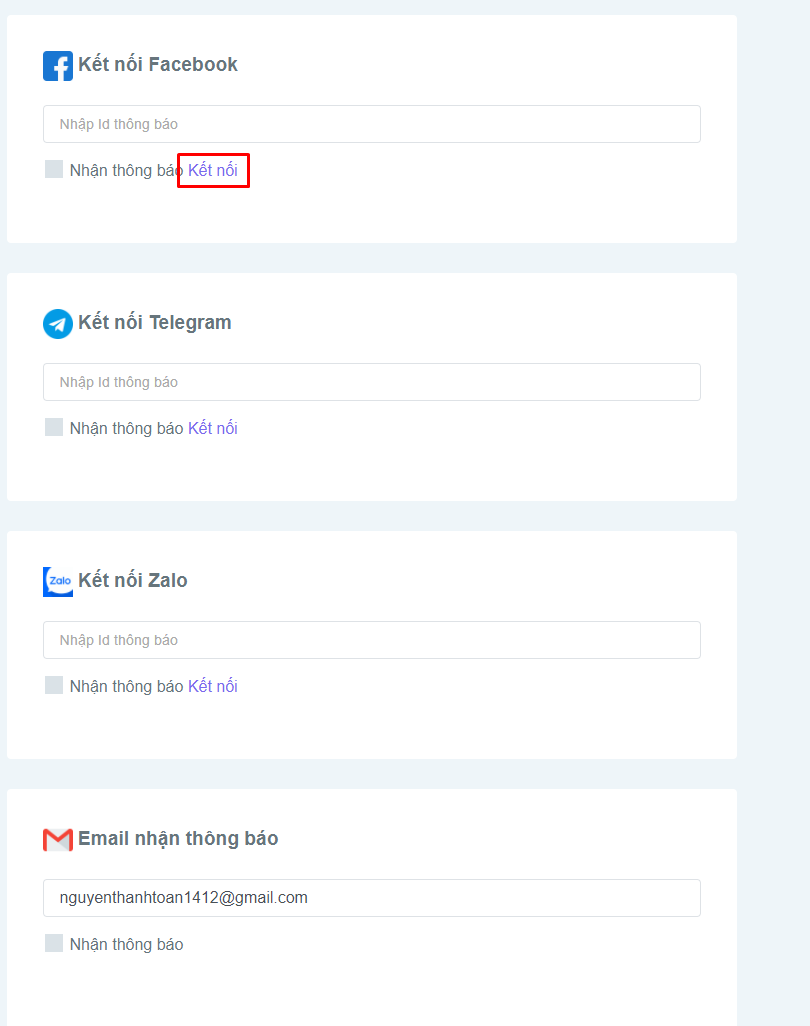 Kết nối Facebook
Nhập Id thông báo
Nhận thông báo Kết nối
Kết nối Telegram
Nhập Id thông báo
Nhận thông báo Kết nối
Zalo Kết nối Zalo
Nhập Id thông báo
Nhận thông báo Kết nối
Email nhận thông báo
nguyenthanhtoan1412@gmail.com
Nhận thông báo